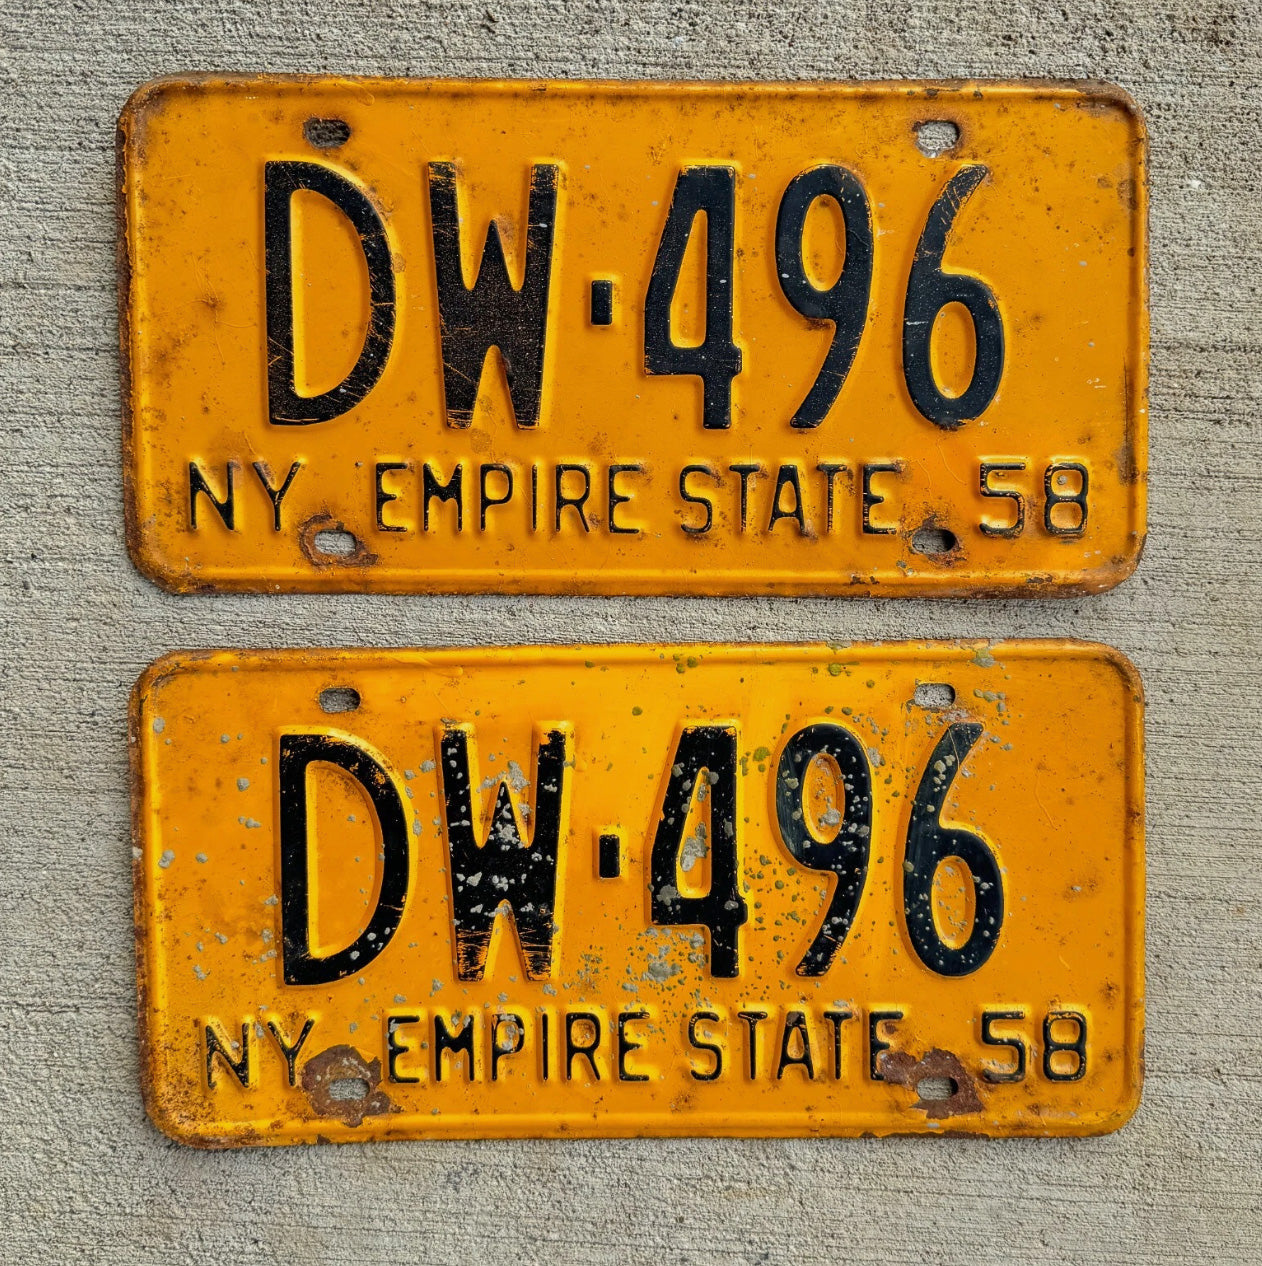 DW·496
NY EMPIRE STATE 58
DW·496
NY EMPIRE STATE 58